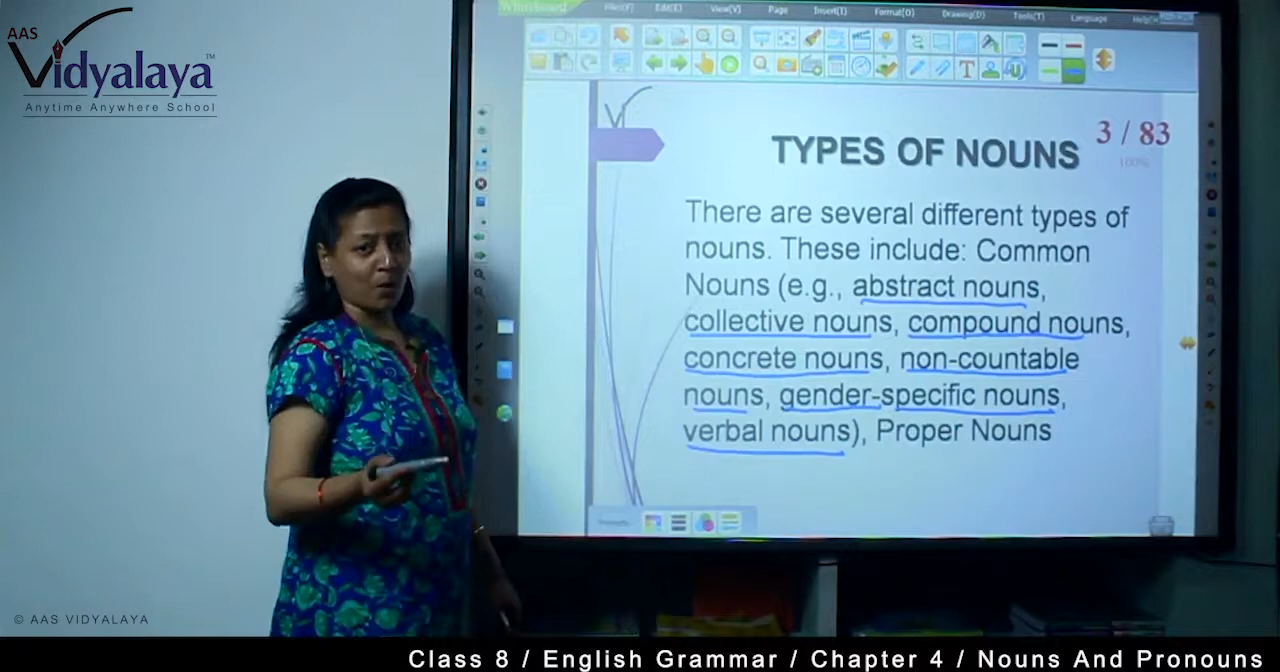 AAS
Vidyalaya™
Anytime Anywhere School
Whiteboard
File(F) Edit(E) View(V) Page Insert(I) Format(O) Drawing(D) Tools(T) Language
3 / 83
100%
TYPES OF NOUNS
There are several different types of
nouns. These include: Common
Nouns (e.g., abstract nouns,
collective nouns, compound nouns,
concrete nouns, non-countable
nouns, gender-specific nouns,
verbal nouns), Proper Nouns
© AAS VIDYALAYA
Class 8 / English Grammar / Chapter 4 / Nouns And Pronouns